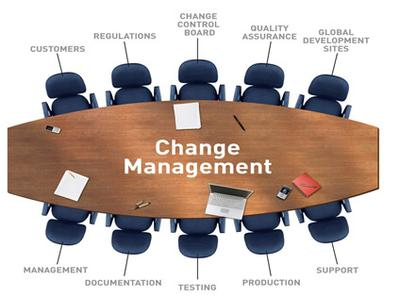 CUSTOMERS
REGULATIONS
CHANGE
CONTROL
BOARD
QUALITY
ASSURANCE
GLOBAL
DEVELOPMENT
SITES
Change
Management
MANAGEMENT
DOCUMENTATION
TESTING
PRODUCTION
SUPPORT